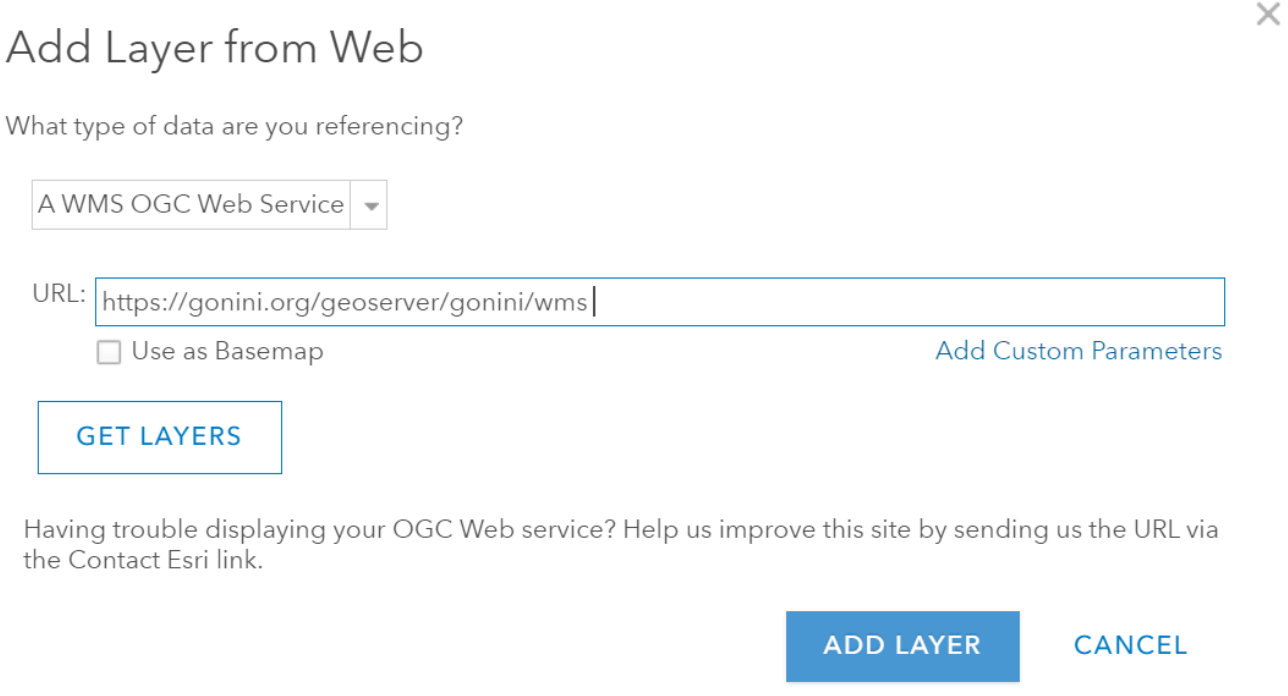 Add Layer from Web
What type of data are you referencing?
A WMS OGC Web Service
URL: https://gonini.org/geoserver/gonini/wms
Use as Basemap Add Custom Parameters
GET LAYERS
Having trouble displaying your OGC Web service? Help us improve this site by sending us the URL via
the Contact Esri link.
ADD LAYER CANCEL